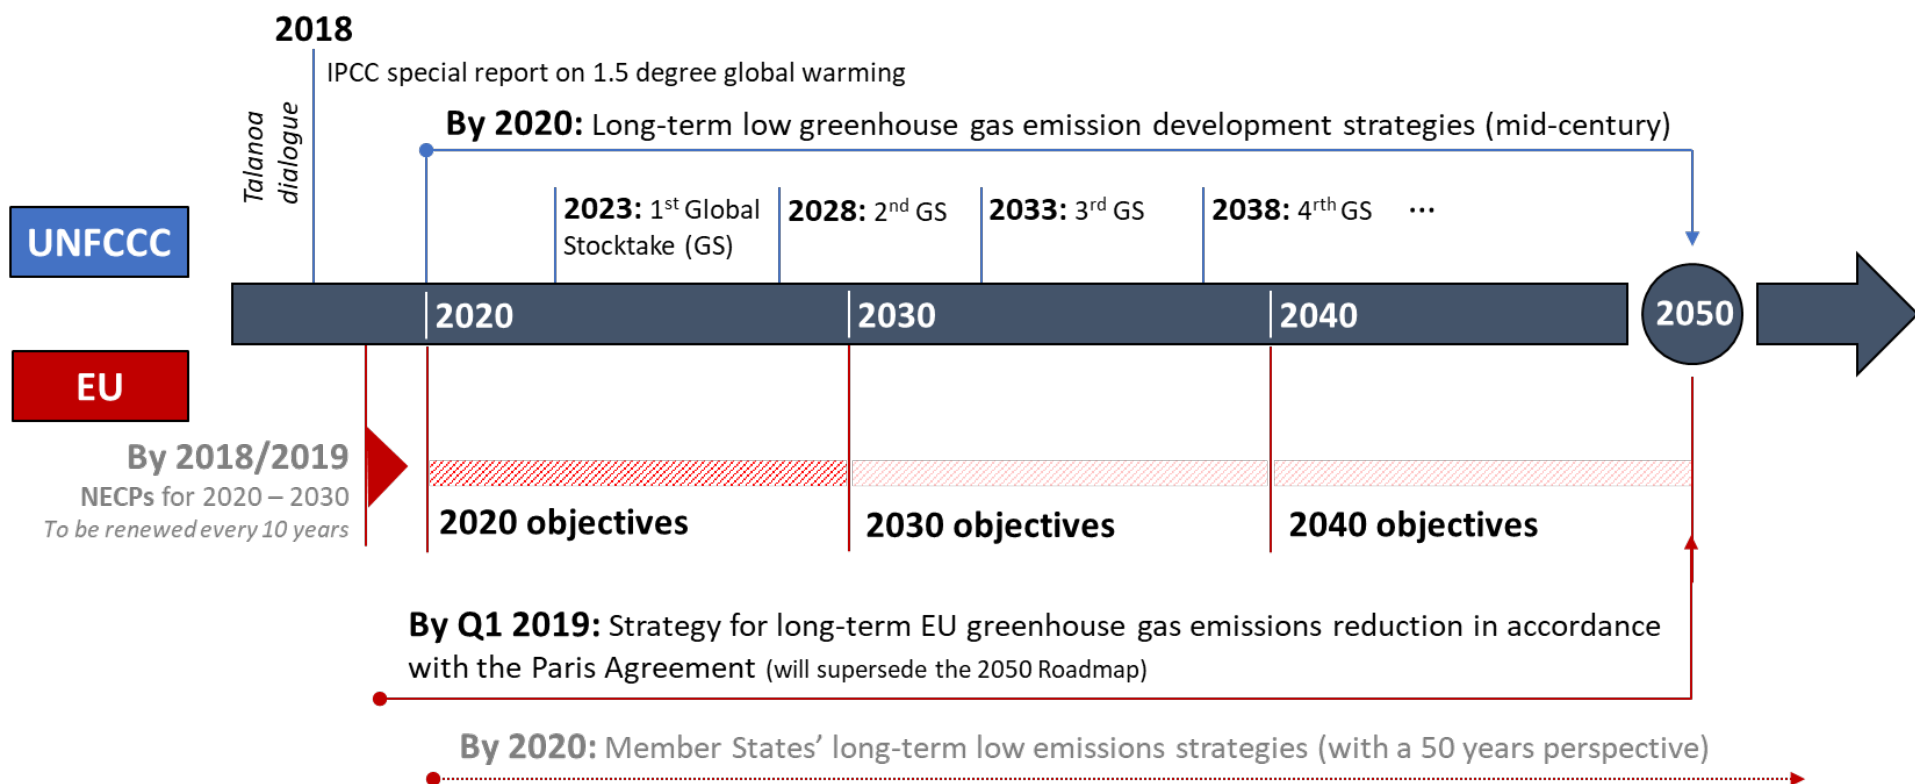 2018
IPCC special report on 1.5 degree global warming
Talanoa
dialogue
By 2020: Long-term low greenhouse gas emission development strategies (mid-century)
UNFCCC
2023: 1st Global
Stocktake (GS)
2028: 2nd GS
2033: 3rd GS
2038: 4rth GS ...
2020
2030
2040
2050
EU
By 2018/2019
NECPs for 2020 – 2030
To be renewed every 10 years
2020 objectives
2030 objectives
2040 objectives
By Q1 2019: Strategy for long-term EU greenhouse gas emissions reduction in accordance
with the Paris Agreement (will supersede the 2050 Roadmap)
By 2020: Member States’ long-term low emissions strategies (with a 50 years perspective)